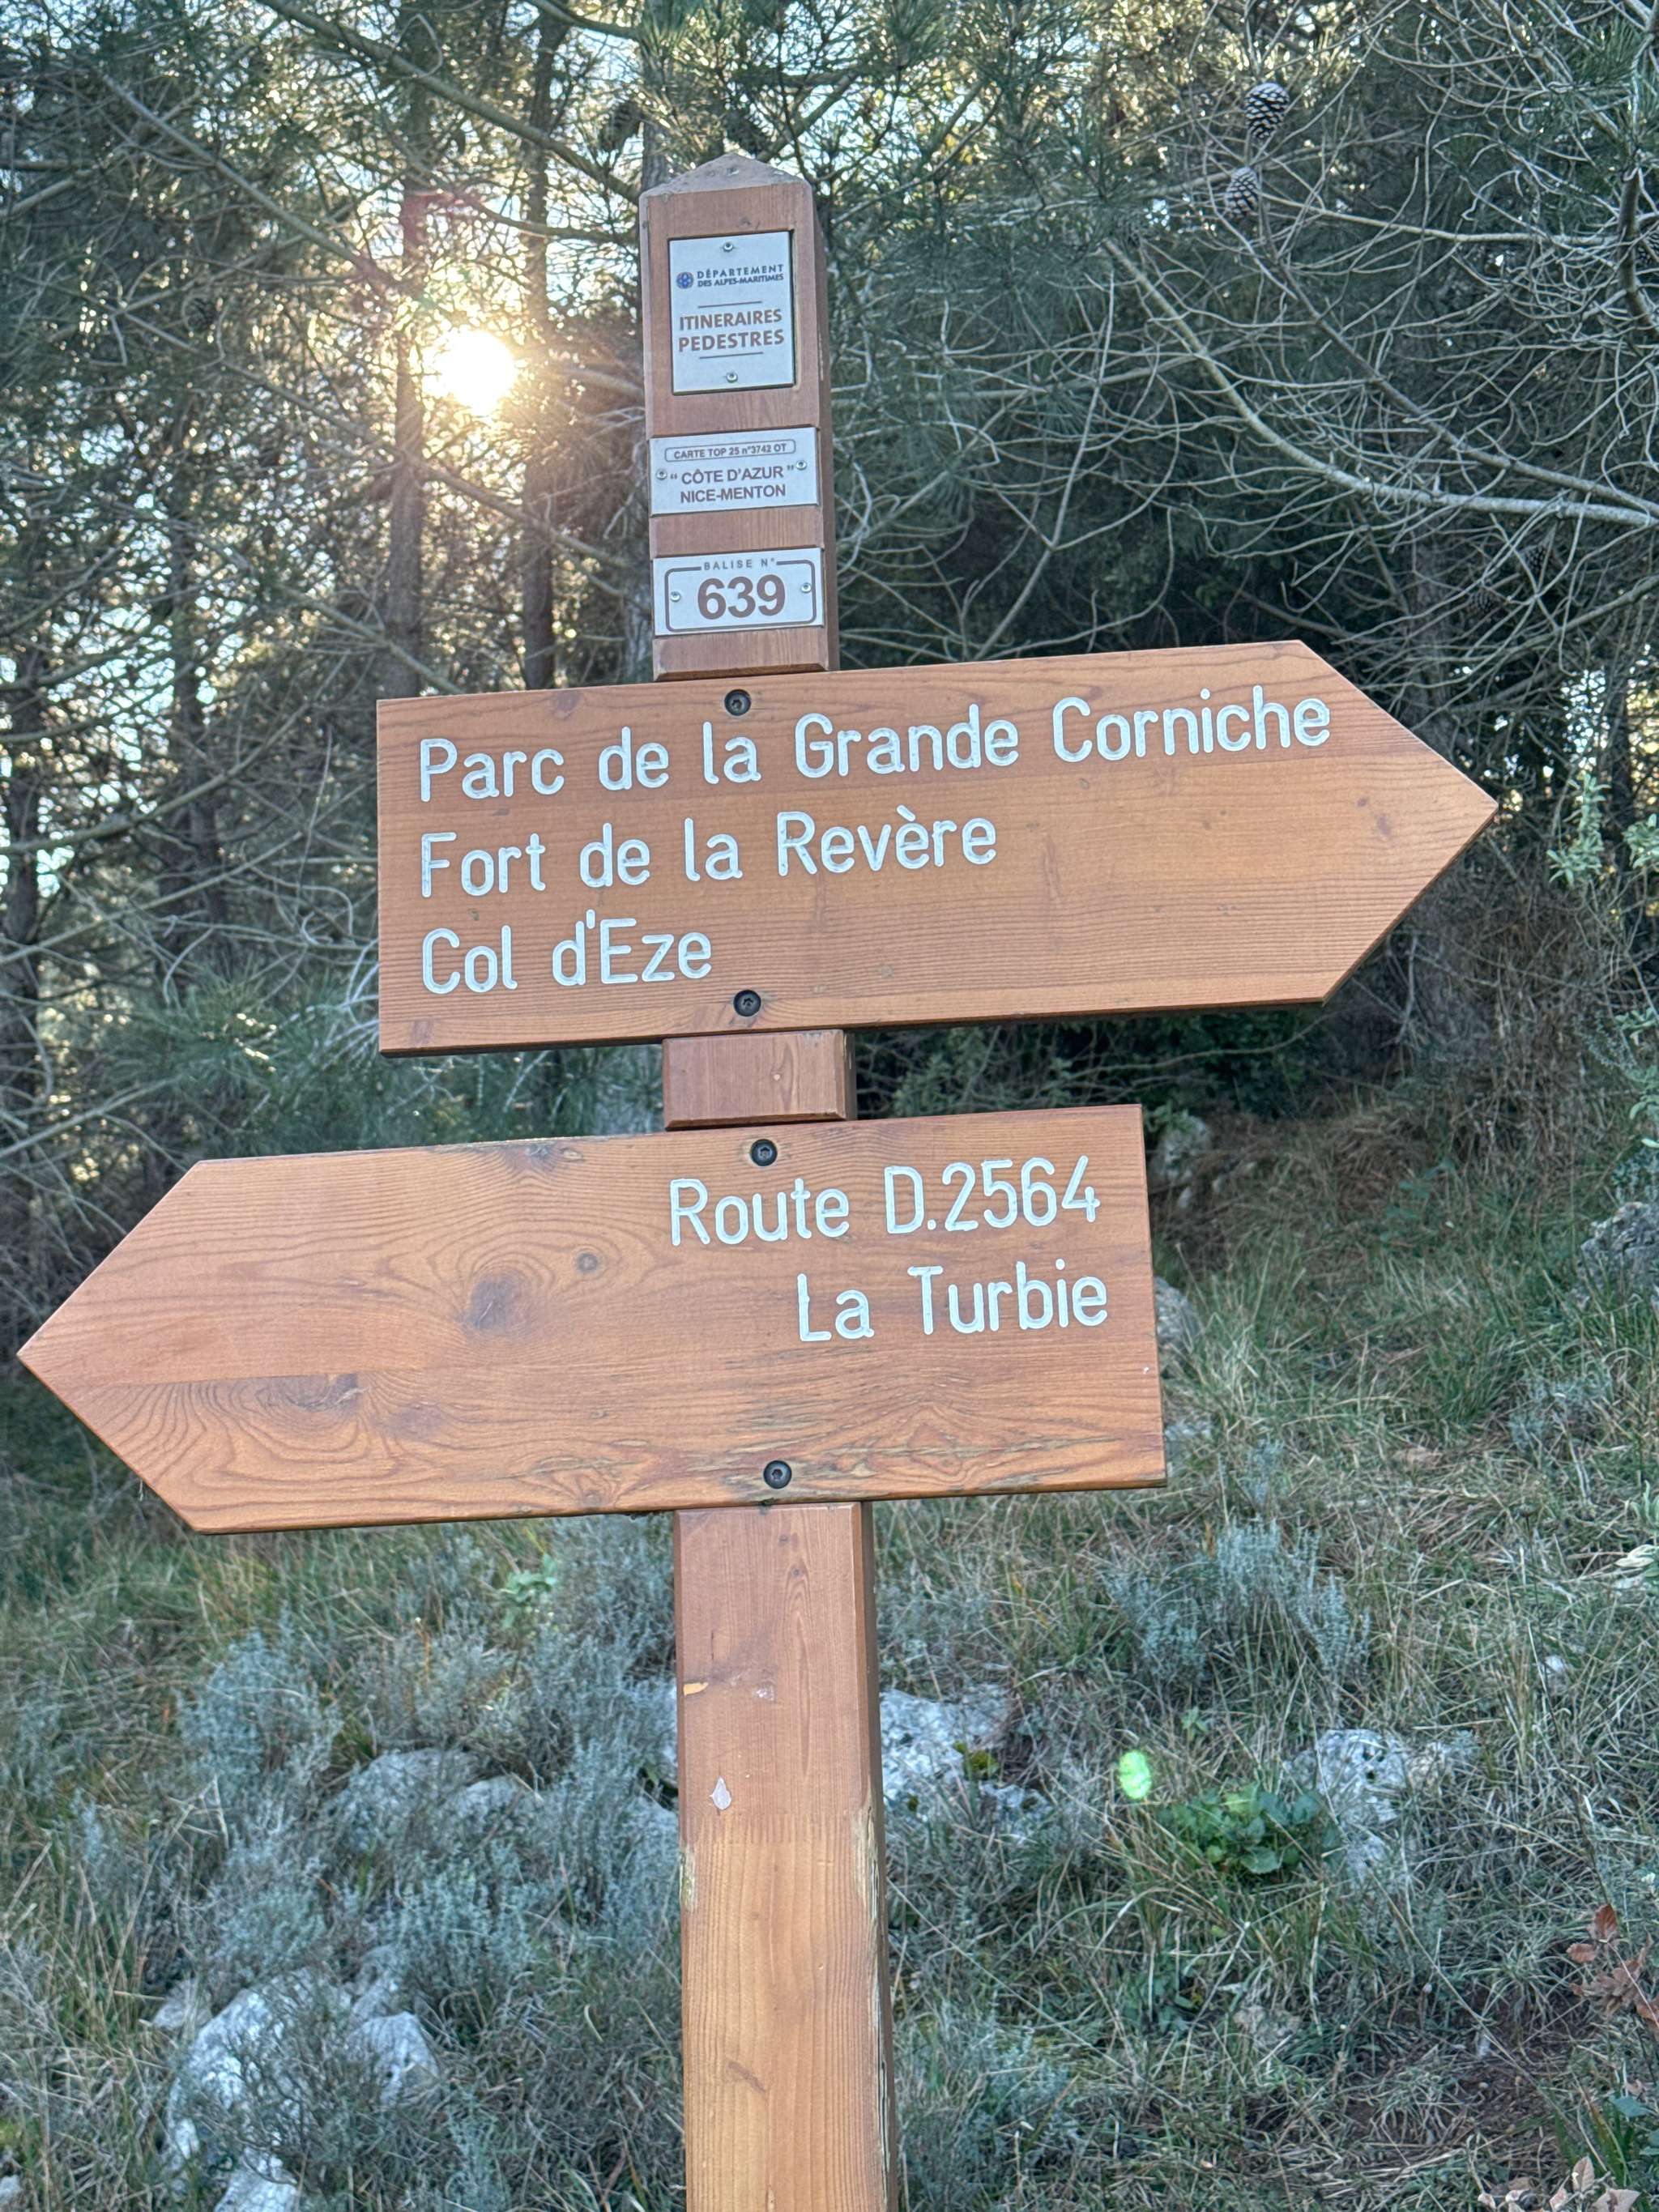 DÉPARTEMENT
DES ALPES-MARITIMES
ITINERAIRES
PEDESTRES
CARTE TOP 25 n°3742 OT
"CÔTE D'AZUR"
NICE-MENTON
BALISE N°
639
Parc de la Grande Corniche
Fort de la Revère
Col d'Eze
Route D.2564
La Turbie